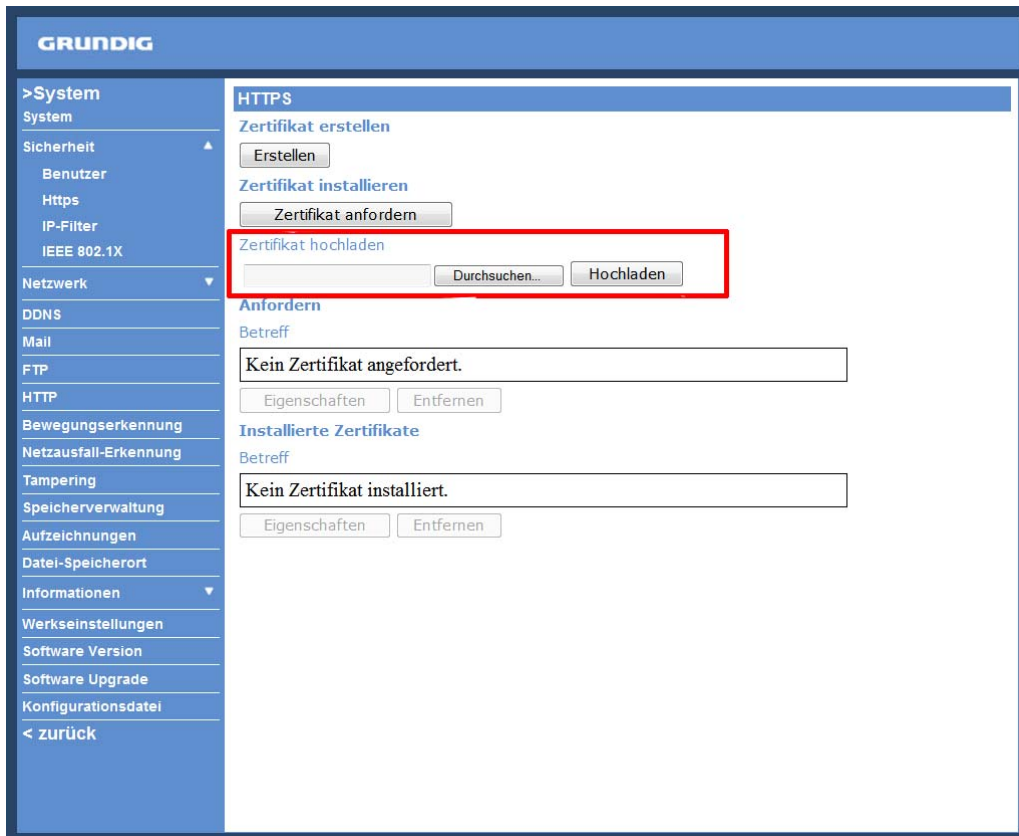 GRUNDIG
>System
System
Sicherheit
Benutzer
Https
IP-Filter
IEEE 802.1X
Netzwerk
DDNS
Mail
FTP
HTTP
Bewegungserkennung
Netzausfall-Erkennung
Tampering
Speicherverwaltung
Aufzeichnungen
Datei-Speicherort
Informationen
Werkseinstellungen
Software Version
Software Upgrade
Konfigurationsdatei
< zurück
HTTPS
Zertifikat erstellen
Erstellen
Zertifikat installieren
Zertifikat anfordern
Zertifikat hochladen
Durchsuchen... Hochladen
Anfordern
Betreff
Kein Zertifikat angefordert.
Eigenschaften Entfernen
Installierte Zertifikate
Betreff
Kein Zertifikat installiert.
Eigenschaften Entfernen